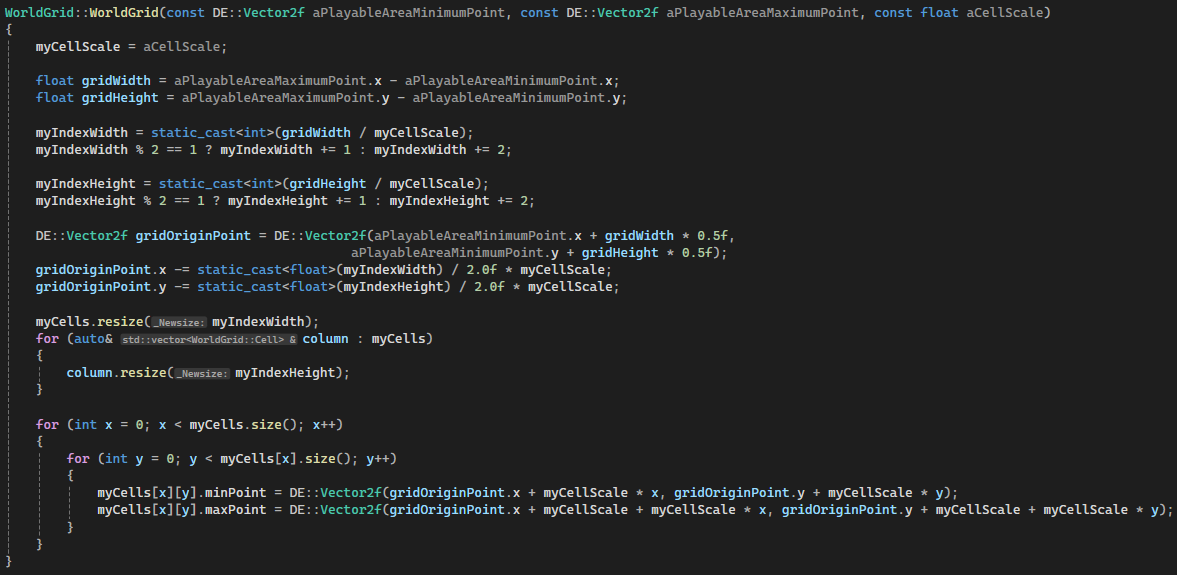 WorldGrid::WorldGrid(const DE::Vector2f aPlayableAreaMinimumPoint, const DE::Vector2f aPlayableAreaMaximumPoint, const float aCellScale)
{
myCellScale = aCellScale;
float gridWidth = aPlayableAreaMaximumPoint.x - aPlayableAreaMinimumPoint.x;
float gridHeight = aPlayableAreaMaximumPoint.y - aPlayableAreaMinimumPoint.y;
myIndexWidth = static_cast<int>(gridWidth / myCellScale);
myIndexWidth % 2 == 1 ? myIndexWidth += 1 : myIndexWidth += 2;
myIndexHeight = static_cast<int>(gridHeight / myCellScale);
myIndexHeight % 2 == 1 ? myIndexHeight += 1 : myIndexHeight += 2;
DE::Vector2f gridOriginPoint = DE::Vector2f(aPlayableAreaMinimumPoint.x + gridWidth * 0.5f,
aPlayableAreaMinimumPoint.y + gridHeight * 0.5f);
gridOriginPoint.x -= static_cast<float>(myIndexWidth) / 2.0f * myCellScale;
gridOriginPoint.y -= static_cast<float>(myIndexHeight) / 2.0f * myCellScale;
myCells.resize(_Newsize: myIndexWidth);
for (auto& std::vector<WorldGrid::Cell> & column : myCells)
{
column.resize(_Newsize: myIndexHeight);
}
for (int x = 0; x < myCells.size(); x++)
{
for (int y = 0; y < myCells[x].size(); y++)
{
myCells[x][y].minPoint = DE::Vector2f(gridOriginPoint.x + myCellScale * x, gridOriginPoint.y + myCellScale * y);
myCells[x][y].maxPoint = DE::Vector2f(gridOriginPoint.x + myCellScale + myCellScale * x, gridOriginPoint.y + myCellScale + myCellScale * y);
}
}
}